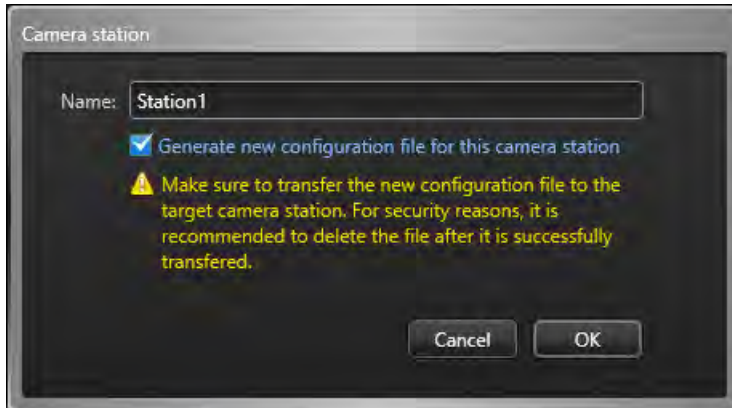 Camera station
Name: Station1
Generate new configuration file for this camera station
Make sure to transfer the new configuration file to the
target camera station. For security reasons, it is
recommended to delete the file after it is successfully
transfered.
Cancel OK